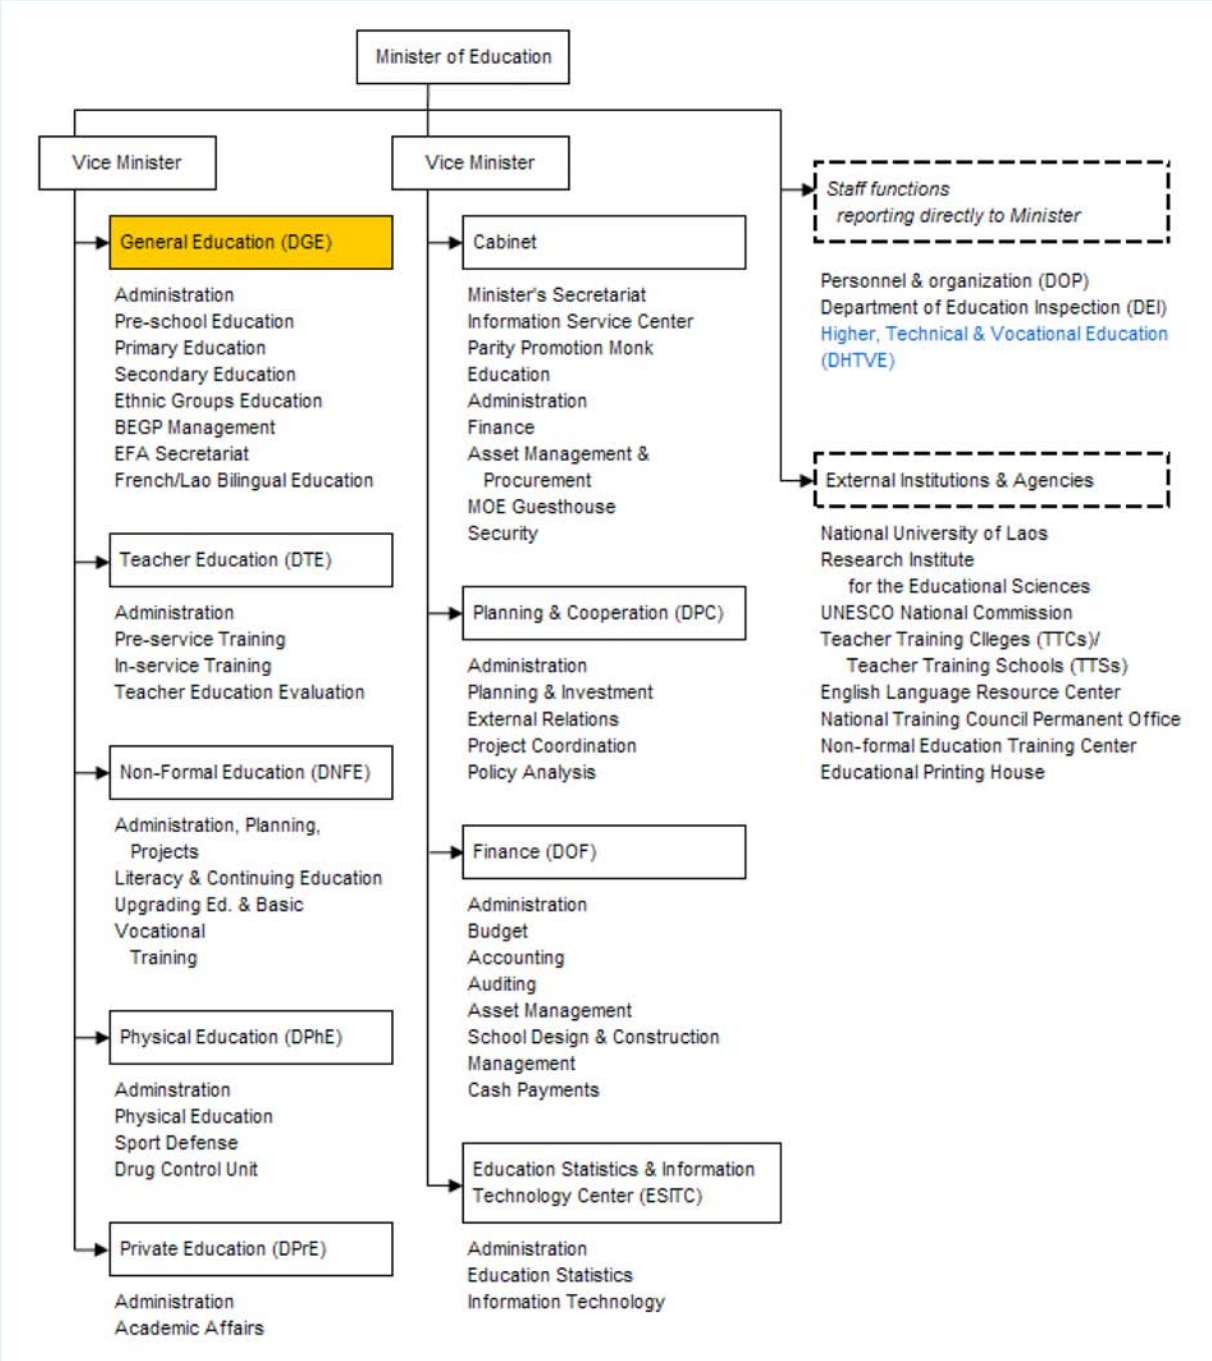 Minister of Education
Vice Minister
General Education (DGE)
Administration
Pre-school Education
Primary Education
Secondary Education
Ethnic Groups Education
BEGP Management
EFA Secretariat
French/Lao Bilingual Education
Teacher Education (DTE)
Administration
Pre-service Training
In-service Training
Teacher Education Evaluation
Non-Formal Education (DNFE)
Administration, Planning,
Projects
Literacy & Continuing Education
Upgrading Ed. & Basic
Vocational
Training
Physical Education (DPhE)
Adminstration
Physical Education
Sport Defense
Drug Control Unit
Private Education (DPrE)
Administration
Academic Affairs
Vice Minister
Cabinet
Minister's Secretariat
Information Service Center
Parity Promotion Monk
Education
Administration
Finance
Asset Management &
Procurement
MOE Guesthouse
Security
Planning & Cooperation (DPC)
Administration
Planning & Investment
External Relations
Project Coordination
Policy Analysis
Finance (DOF)
Administration
Budget
Accounting
Auditing
Asset Management
School Design & Construction
Management
Cash Payments
Education Statistics & Information
Technology Center (ESITC)
Administration
Education Statistics
Information Technology
Staff functions
reporting directly to Minister
Personnel & organization (DOP)
Department of Education Inspection (DEI)
Higher, Technical & Vocational Education
(DHTVE)
External Institutions & Agencies
National University of Laos
Research Institute
for the Educational Sciences
UNESCO National Commission
Teacher Training Clleges (TTCs)/
Teacher Training Schools (TTSs)
English Language Resource Center
National Training Council Permanent Office
Non-formal Education Training Center
Educational Printing House